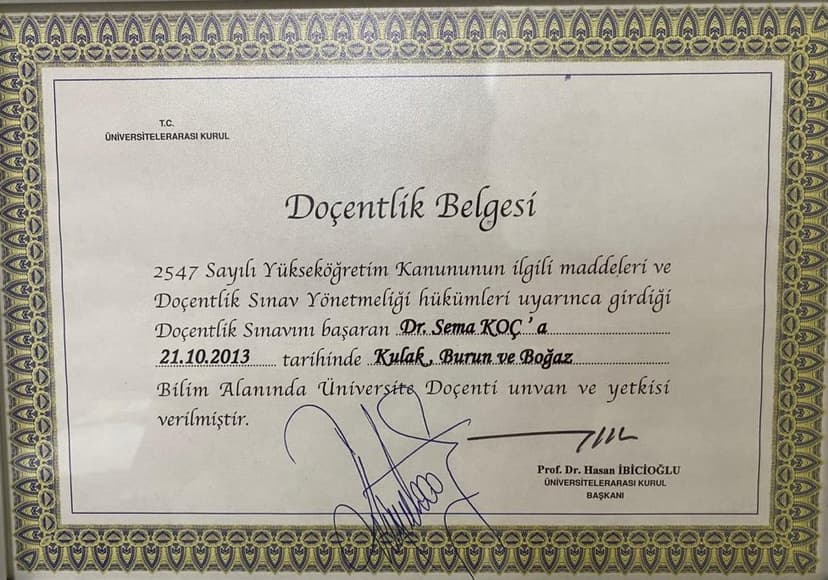 T.C.
ÜNİVERSİTELERARASI KURUL
Doçentlik Belgesi
2547 Sayılı Yükseköğretim Kanununun ilgili maddeleri ve
Doçentlik Sınav Yönetmeliği hükümleri uyarınca girdiği
Doçentlik Sınavını başaran Dr. Sema KOÇ'a
21.10.2013 tarihinde Kulak, Burun ve Boğaz
Bilim Alanında Üniversite Doçenti unvan ve yetkisi
verilmiştir.
Prof. Dr. Hasan İBİCİOĞLU
ÜNİVERSİTELERARASI KURUL
BAŞKANI